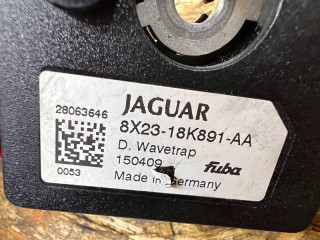 28063646
JAGUAR
8X23-18K891-AA
D. Wavetrap
150409
fuba
Made in Germany
0053